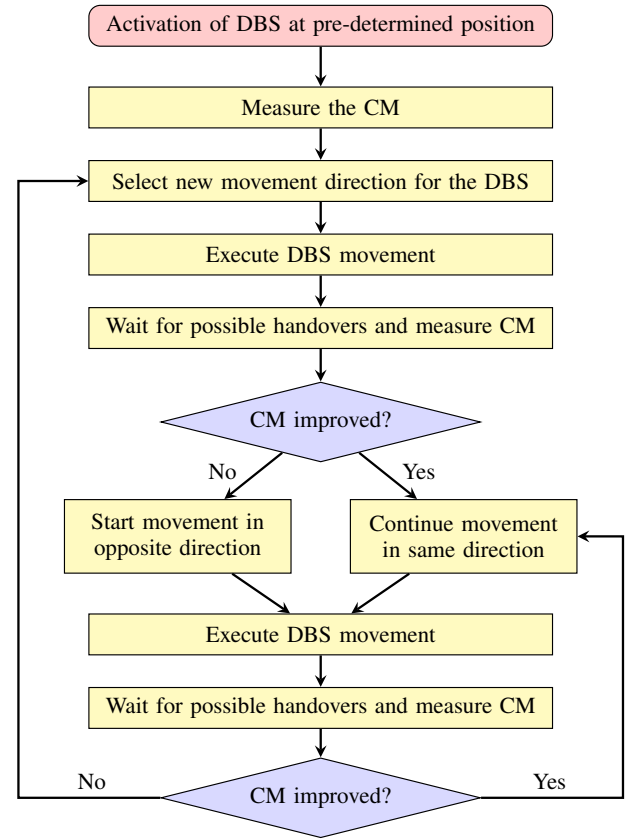 Activation of DBS at pre-determined position
Measure the CM
Select new movement direction for the DBS
Execute DBS movement
Wait for possible handovers and measure CM
CM improved?
No
Yes
Start movement in
opposite direction
Continue movement
in same direction
Execute DBS movement
Wait for possible handovers and measure CM
No
CM improved?
Yes